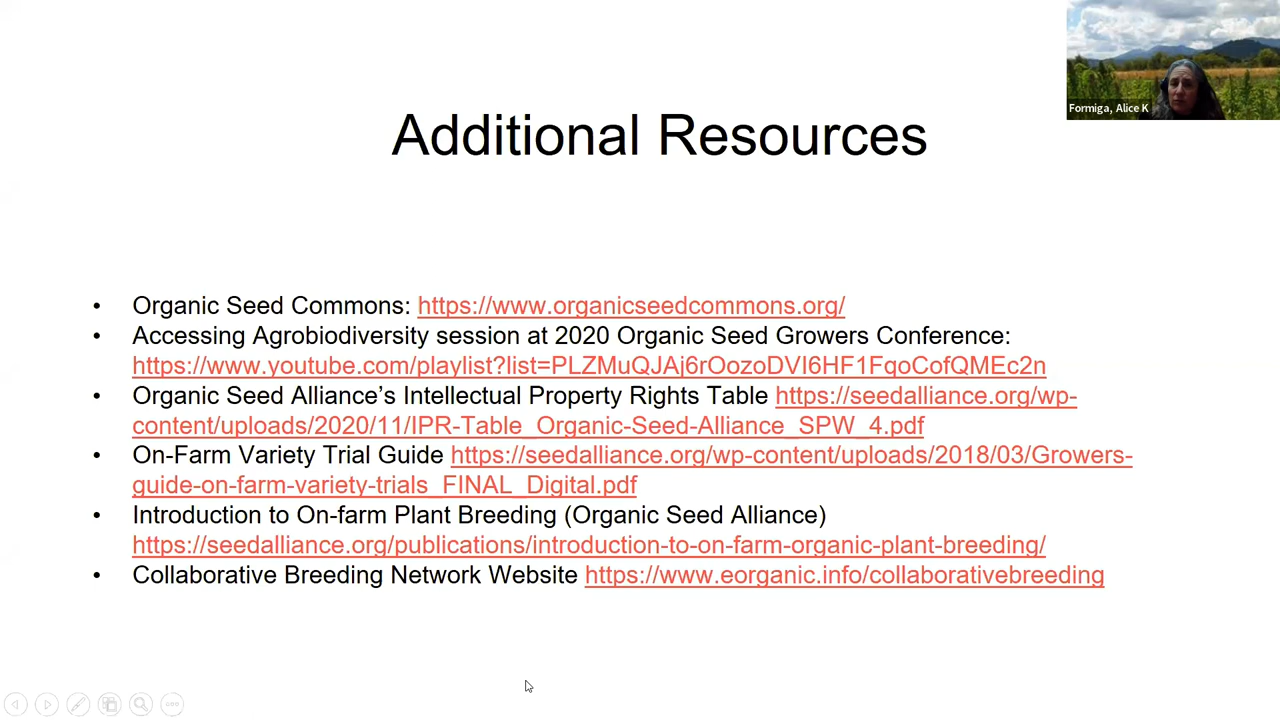 Formiga, Alice K
Additional Resources
• Organic Seed Commons: https://www.organicseedcommons.org/
• Accessing Agrobiodiversity session at 2020 Organic Seed Growers Conference:
https://www.youtube.com/playlist?list=PLZMuQJAj6rOozoDVI6HF1FqoCofQMEc2n
• Organic Seed Alliance’s Intellectual Property Rights Table https://seedalliance.org/wp-
content/uploads/2020/11/IPR-Table_Organic-Seed-Alliance_SPW_4.pdf
• On-Farm Variety Trial Guide https://seedalliance.org/wp-content/uploads/2018/03/Growers-
guide-on-farm-variety-trials_FINAL_Digital.pdf
• Introduction to On-farm Plant Breeding (Organic Seed Alliance)
https://seedalliance.org/publications/introduction-to-on-farm-organic-plant-breeding/
• Collaborative Breeding Network Website https://www.eorganic.info/collaborativebreeding